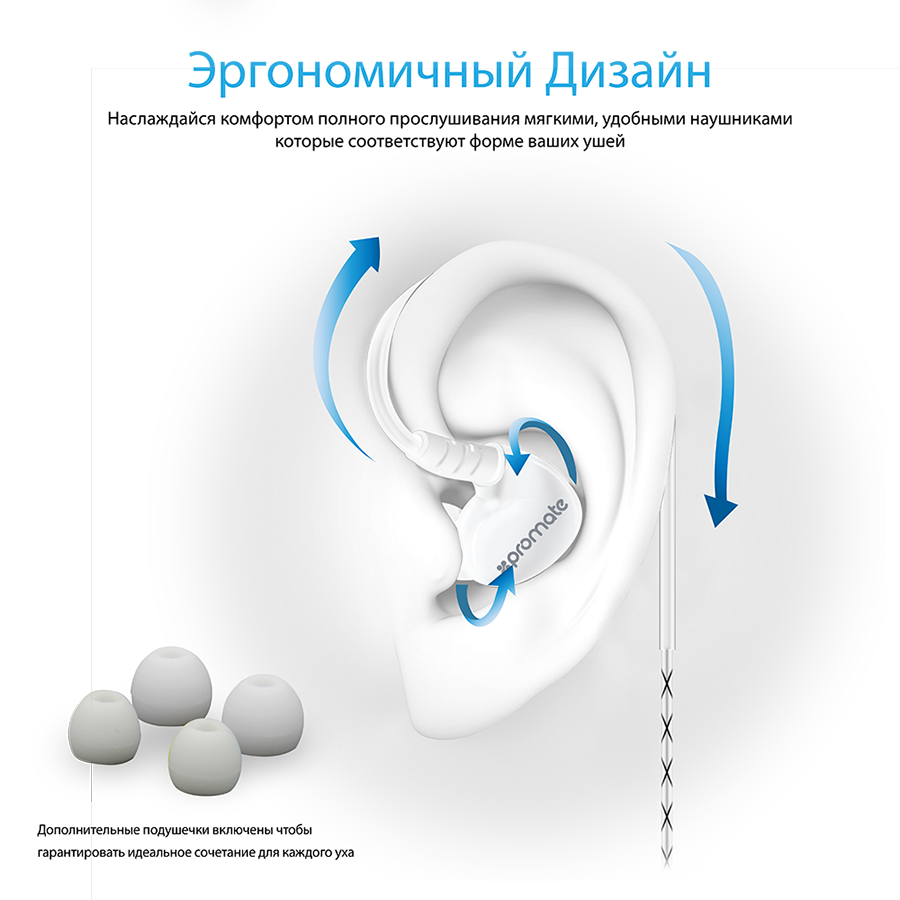 Эргономичный Дизайн
Наслаждайся комфортом полного прослушивания мягкими, удобными наушниками
которые соответствуют форме ваших ушей
promate
Дополнительные подушечки включены чтобы
гарантировать идеальное сочетание для каждого уха